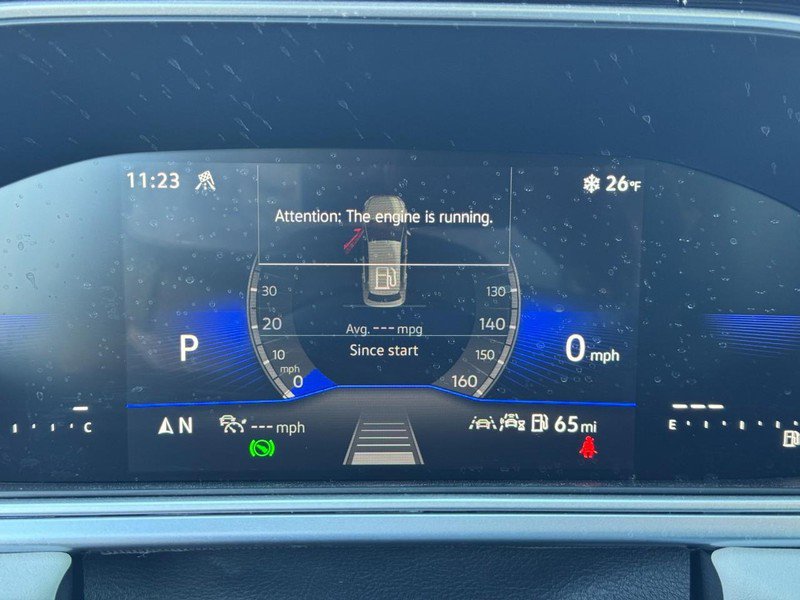 11:23
26°F
Attention: The engine is running.
30
130
20
Avg. --- mpg
140
P
Since start
0 mph
10
150
mph
0
160
C
N
--- mph
65 mi
E